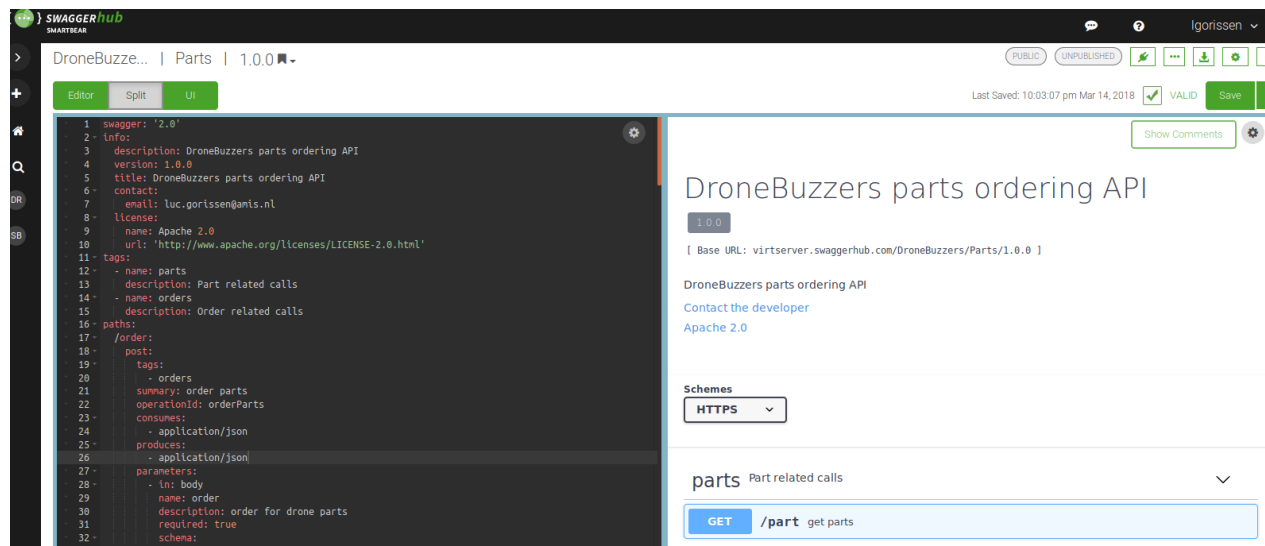 SWAGGERhub
SMARTBEAR
lgorissen
DroneBuzze... | Parts | 1.0.0
PUBLIC
UNPUBLISHED
Editor
Split
UI
Last Saved: 10:03:07 pm Mar 14, 2018
VALID
Save
DR
SB
1 swagger: '2.0'
2 info:
3 description: DroneBuzzers parts ordering API
4 version: 1.0.0
5 title: DroneBuzzers parts ordering API
6 contact:
7 email: luc.gorissen@amis.nl
8 license:
9 name: Apache 2.0
10 url: 'http://www.apache.org/licenses/LICENSE-2.0.html'
11 tags:
12 - name: parts
13 description: Part related calls
14 - name: orders
15 description: Order related calls
16 paths:
17 /order:
18 post:
19 tags:
20 - orders
21 summary: order parts
22 operationId: orderParts
23 consumes:
24 - application/json
25 produces:
26 - application/json
27 parameters:
28 - in: body
29 name: order
30 description: order for drone parts
31 required: true
32 schema:
Show Comments
DroneBuzzers parts ordering API
1.0.0
[ Base URL: virtserver.swaggerhub.com/DroneBuzzers/Parts/1.0.0 ]
DroneBuzzers parts ordering API
Contact the developer
Apache 2.0
Schemes
HTTPS
parts Part related calls
GET /part get parts